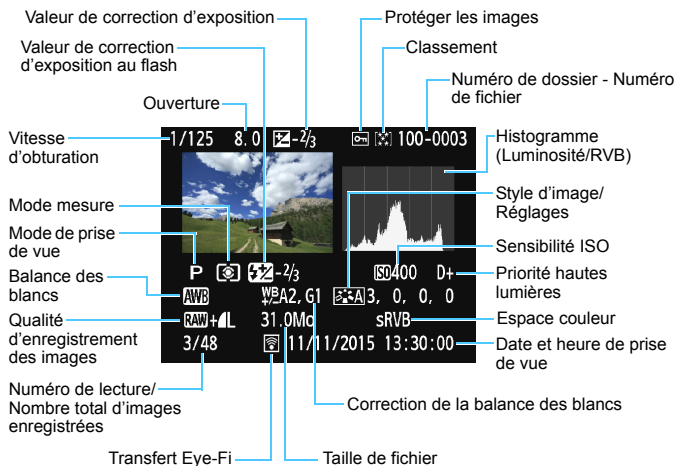 Valeur de correction d'exposition
Protéger les images
Valeur de correction
d'exposition au flash
Classement
Numéro de dossier - Numéro
de fichier
Ouverture
Vitesse
d'obturation
1/125 8.0 -2/3 100-0003
Histogramme
(Luminosité/RVB)
Mode mesure
Style d'image/
Réglages
Mode de prise
de vue
P -2/3 ISO400 D+
Sensibilité ISO
Balance des
blancs
AWB WB+/-A2, G1 A3, 0, 0, 0
Priorité hautes
lumières
Qualité
d'enregistrement
des images
RAW+L 31.0Mo sRVB
Espace couleur
3/48 11/11/2015 13:30:00
Date et heure de prise
de vue
Numéro de lecture/
Nombre total d'images
enregistrées
Correction de la balance des blancs
Transfert Eye-Fi
Taille de fichier